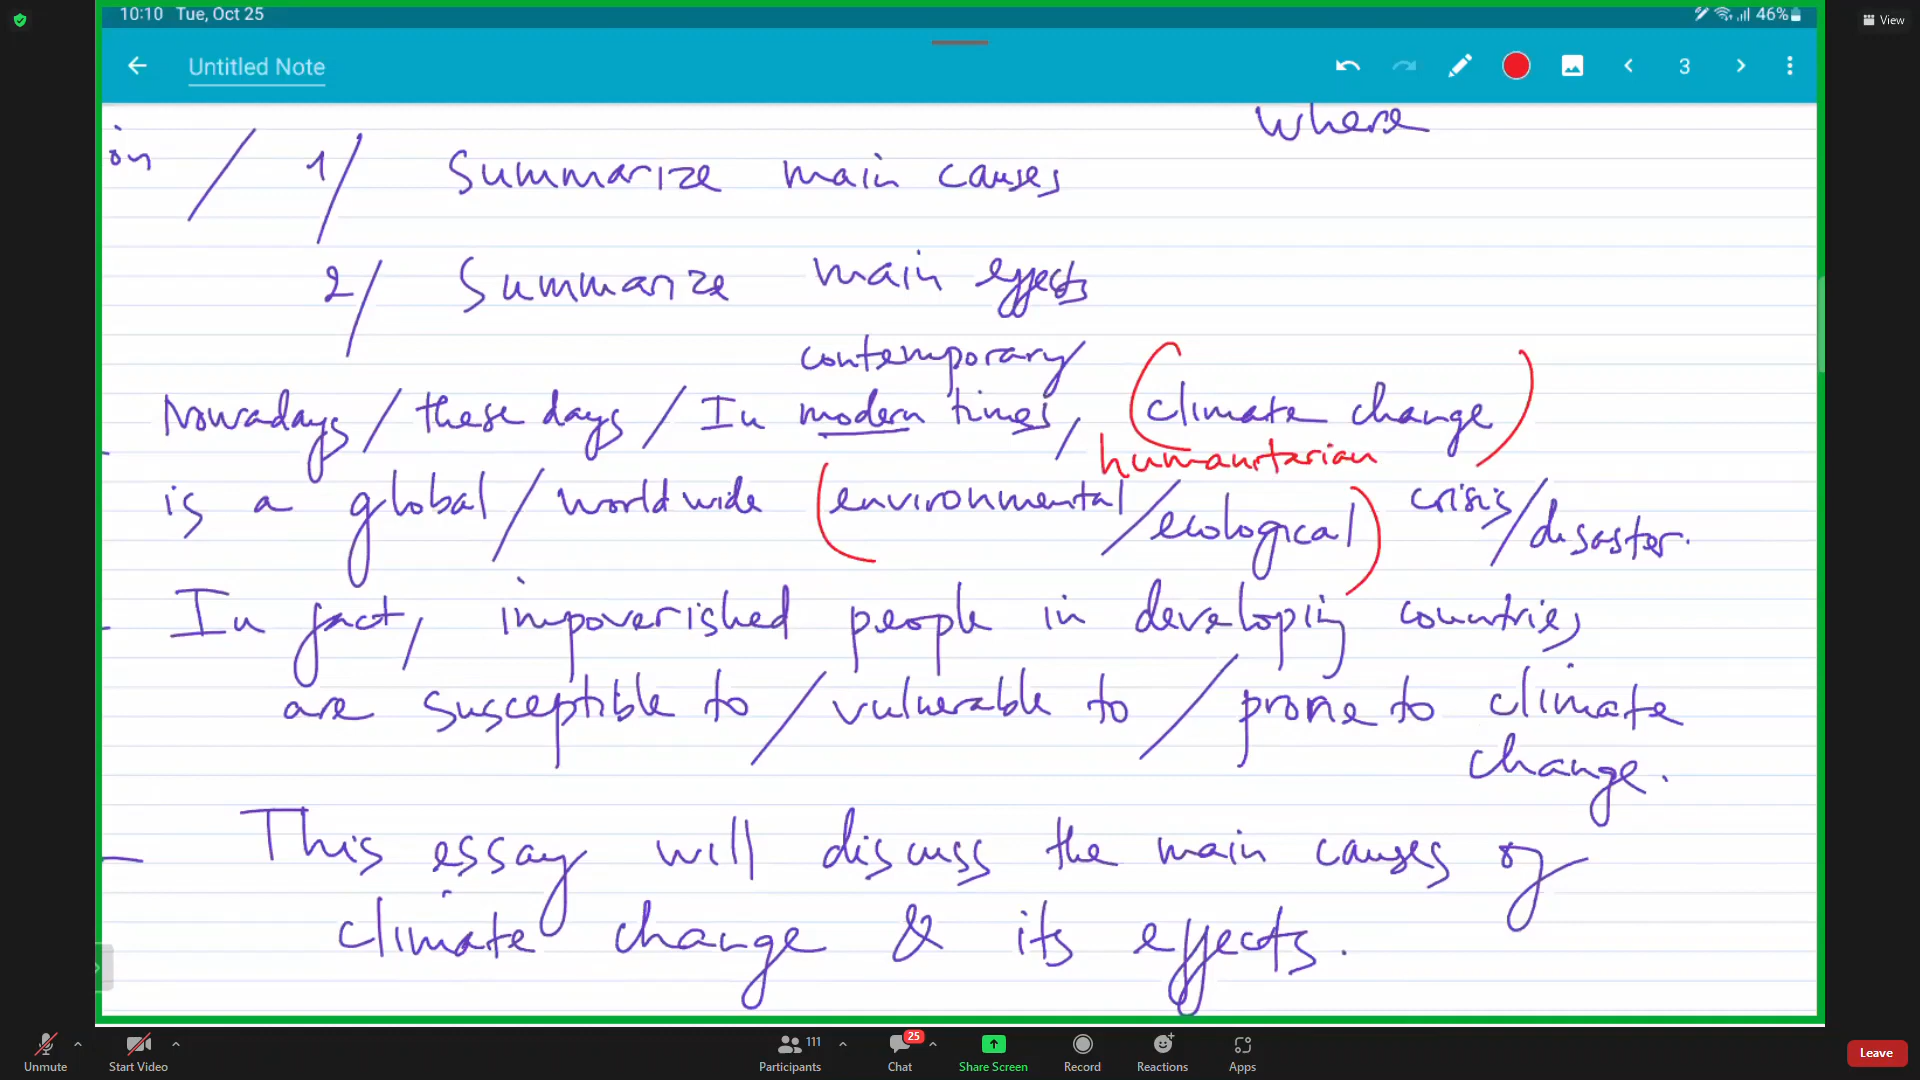 10:10 Tue, Oct 25
46%
View
Untitled Note
3
where
on / 1/ Summarize main causes
2/ Summarize main effects
contemporary/
Nowadays / these days / In modern times, (climate change)
humanitarian
is a global / worldwide (environmental/ecological) crisis/disaster.
In fact, impoverished people in developing countries
are susceptible to / vulnerable to / prone to climate
change.
- This essay will discuss the main causes of
climate change & its effects.
Unmute
Start Video
111
Participants
25
Chat
Share Screen
Record
Reactions
Apps
Leave